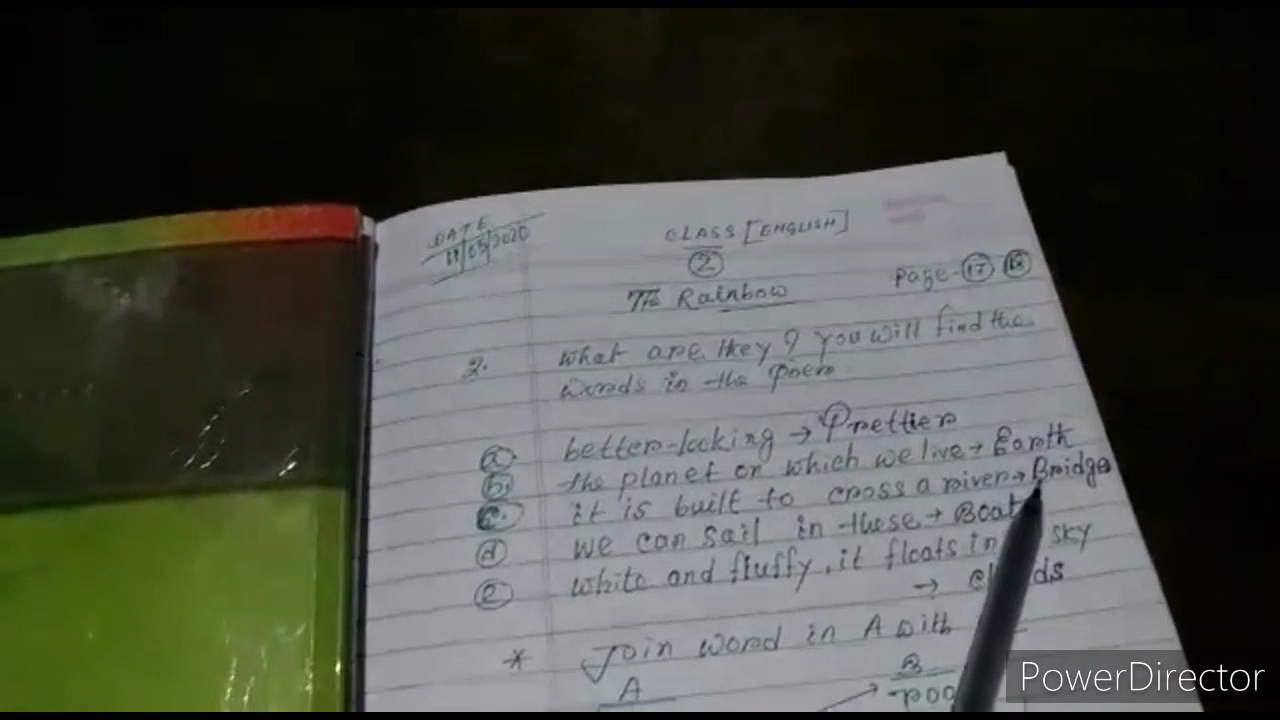 DATE
CLASS [ENGLISH]
/03/2020
2
The Rainbow
Page - 17 18
2. what are they? you will find the
words in the poem.
a better-looking → Prettier
b the planet on which we live → Earth
c. it is built to cross a river → Bridge
d we can sail in these → Boat
e white and fluffy, it floats in sky
→ clouds
* Join word in A with
A B
PowerDirector